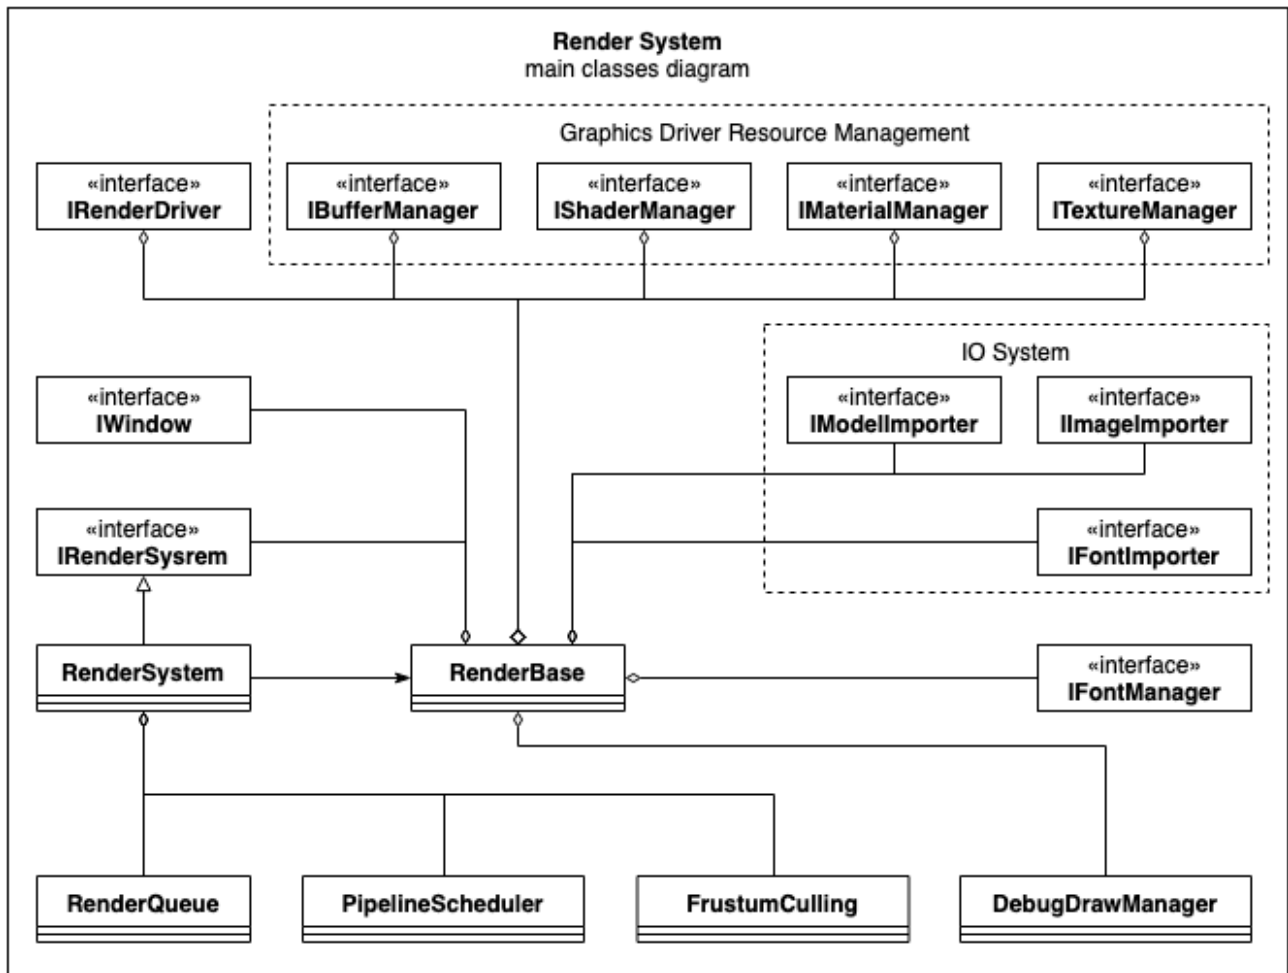 Render System
main classes diagram
Graphics Driver Resource Management
«interface»
IRenderDriver
«interface»
IBufferManager
«interface»
IShaderManager
«interface»
IMaterialManager
«interface»
ITextureManager
IO System
«interface»
IWindow
«interface»
IModelImporter
«interface»
IImageImporter
«interface»
IRenderSysrem
«interface»
IFontImporter
RenderSystem
RenderBase
«interface»
IFontManager
RenderQueue
PipelineScheduler
FrustumCulling
DebugDrawManager